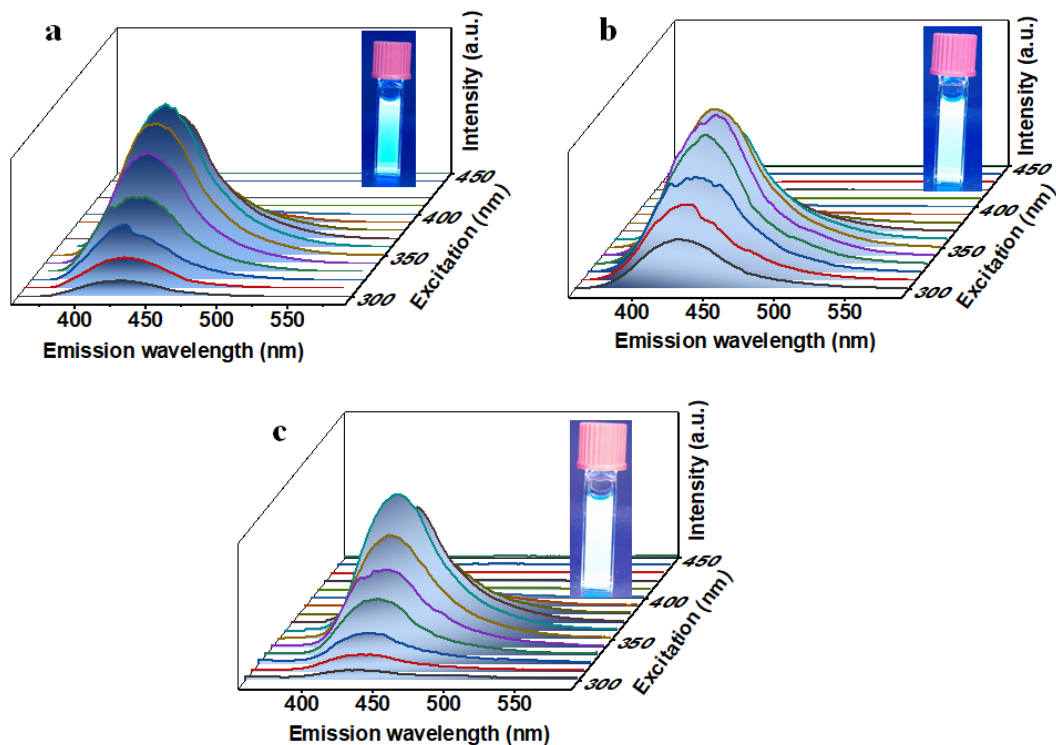 a
Intensity (a.u.)
450
400
350
300
Excitation (nm)
400 450 500 550
Emission wavelength (nm)
b
Intensity (a.u.)
450
400
350
300
Excitation (nm)
400 450 500 550
Emission wavelength (nm)
c
Intensity (a.u.)
450
400
350
300
Excitation (nm)
400 450 500 550
Emission wavelength (nm)